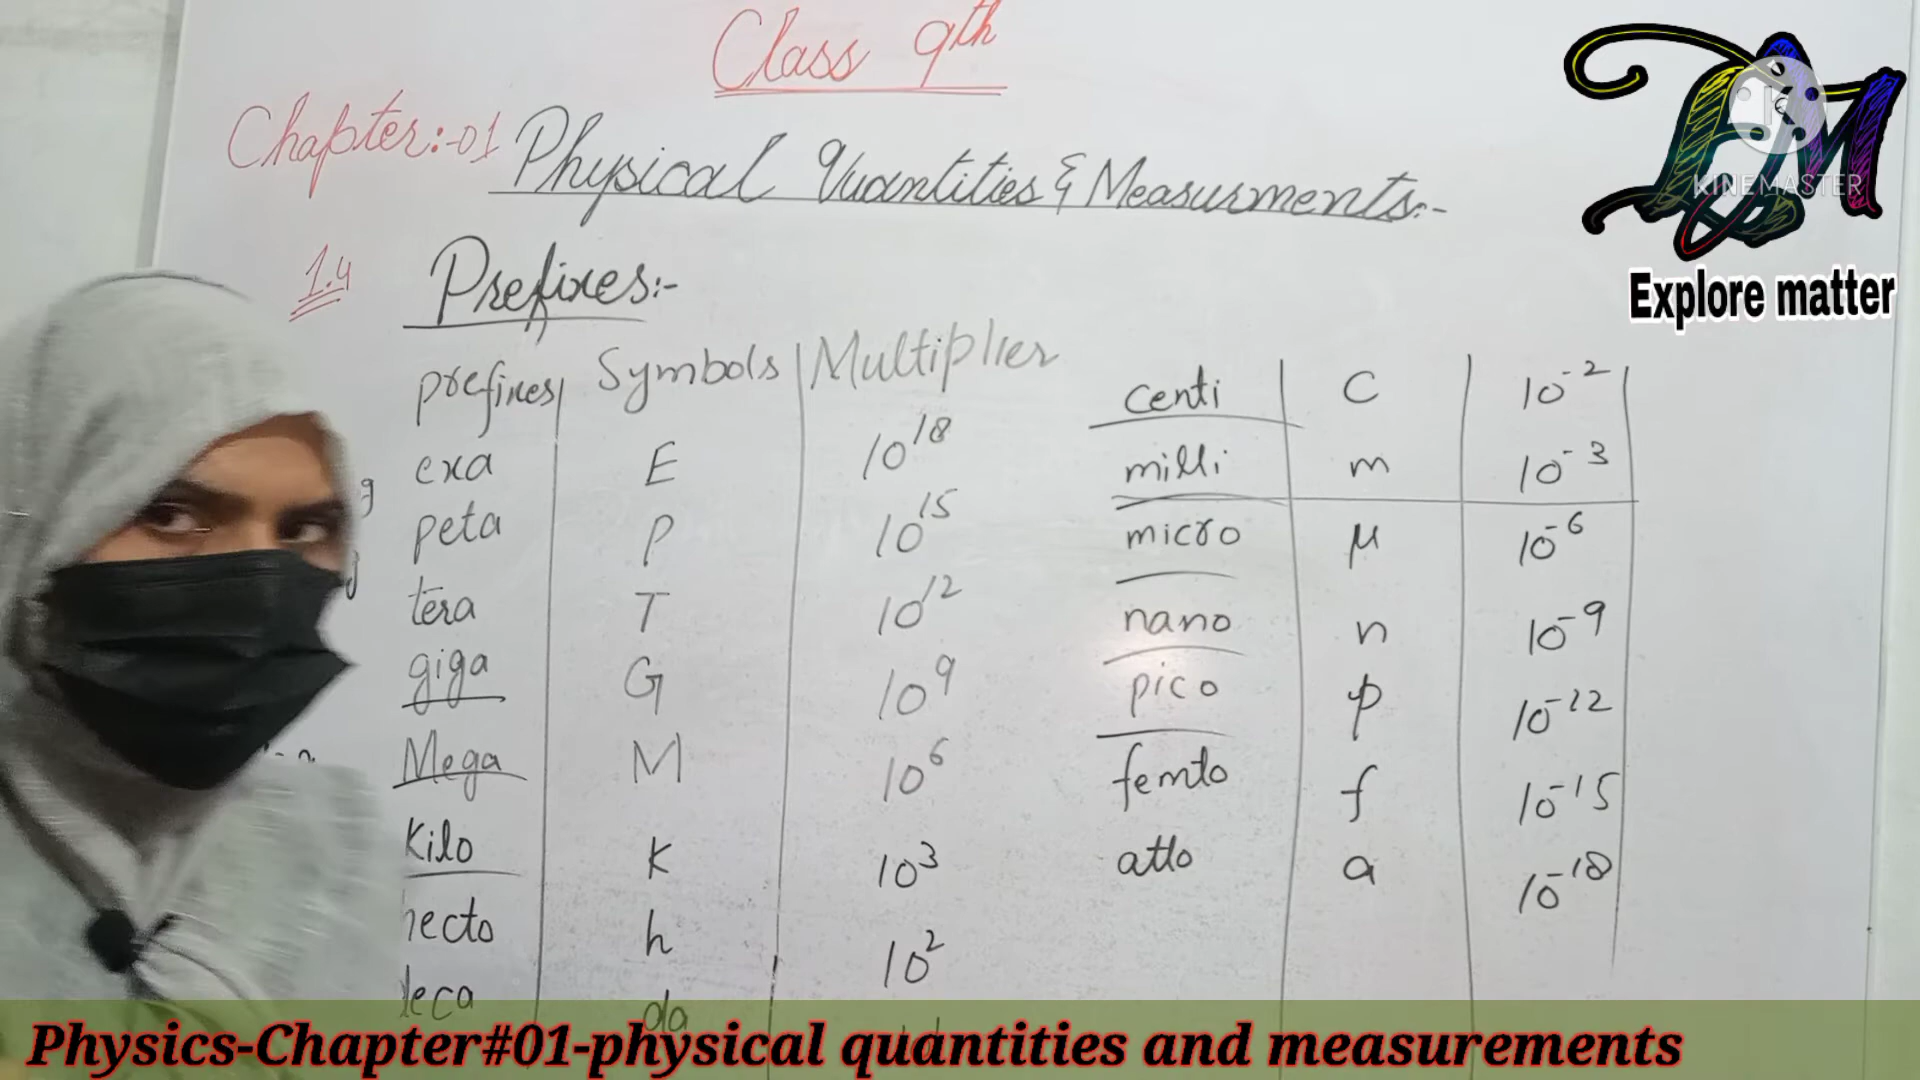 Class 9th
Chapter:-01 Physical Quantities & Measurments:-
1.4 Prefixes:-
prefixes Symbols Multiplier
exa E 10^18
peta P 10^15
tera T 10^12
giga G 10^9
Mega M 10^6
Kilo K 10^3
hecto h 10^2
deca da
centi C 10^-2
milli m 10^-3
micro μ 10^-6
nano n 10^-9
pico p 10^-12
femto f 10^-15
atto a 10^-18
KINEMASTER
Explore matter
Physics-Chapter#01-physical quantities and measurements